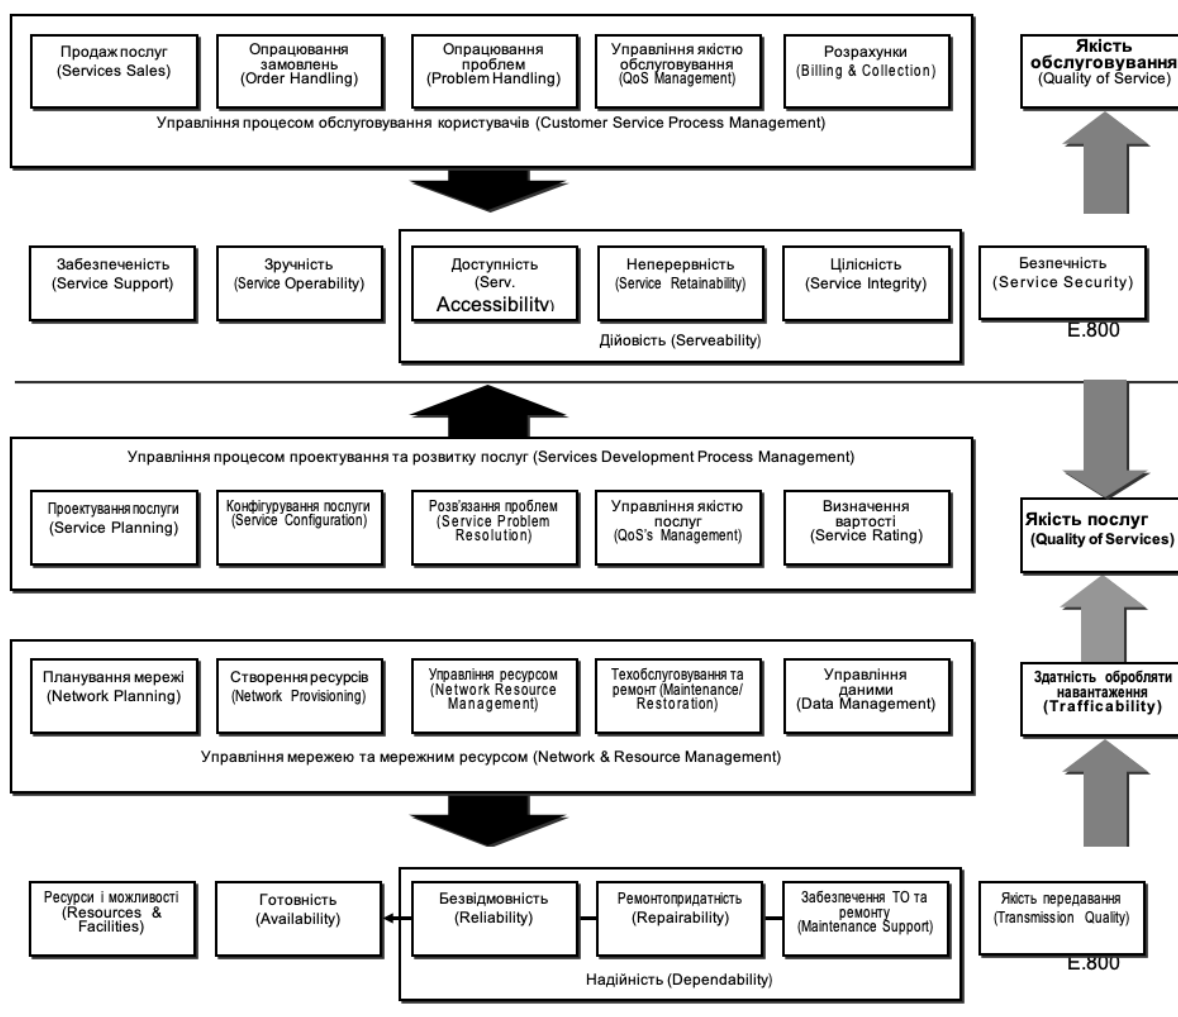 Продаж послуг
(Services Sales)
Опрацювання
замовлень
(Order Handling)
Опрацювання
проблем
(Problem Handling)
Управління якістю
обслуговування
(QoS Management)
Розрахунки
(Billing & Collection)
Якість
обслуговування
(Quality of Service)
Управління процесом обслуговування користувачів (Customer Service Process Management)
Забезпеченість
(Service Support)
Зручність
(Service Operability)
Доступність
(Serv.
Accessibility)
Неперервність
(Service Retainability)
Цілісність
(Service Integrity)
Безпечність
(Service Security)
E.800
Дійовість (Serveability)
Управління процесом проектування та розвитку послуг (Services Development Process Management)
Проектування послуги
(Service Planning)
Конфігурування послуги
(Service Configuration)
Розв'язання проблем
(Service Problem
Resolution)
Управління якістю
послуг
(QoS's Management)
Визначення
вартості
(Service Rating)
Якість послуг
(Quality of Services)
Планування мережі
(Network Planning)
Створення ресурсів
(Network Provisioning)
Управління ресурсом
(Network Resource
Management)
Техобслуговування та
ремонт (Maintenance/
Restoration)
Управління
даними
(Data Management)
Здатність обробляти
навантаження
(Trafficability)
Управління мережею та мережним ресурсом (Network & Resource Management)
Ресурси і можливості
(Resources &
Facilities)
Готовність
(Availability)
Безвідмовність
(Reliability)
Ремонтопридатність
(Repairability)
Забезпечення ТО та
ремонту
(Maintenance Support)
Якість передавання
(Transmission Quality)
E.800
Надійність (Dependability)